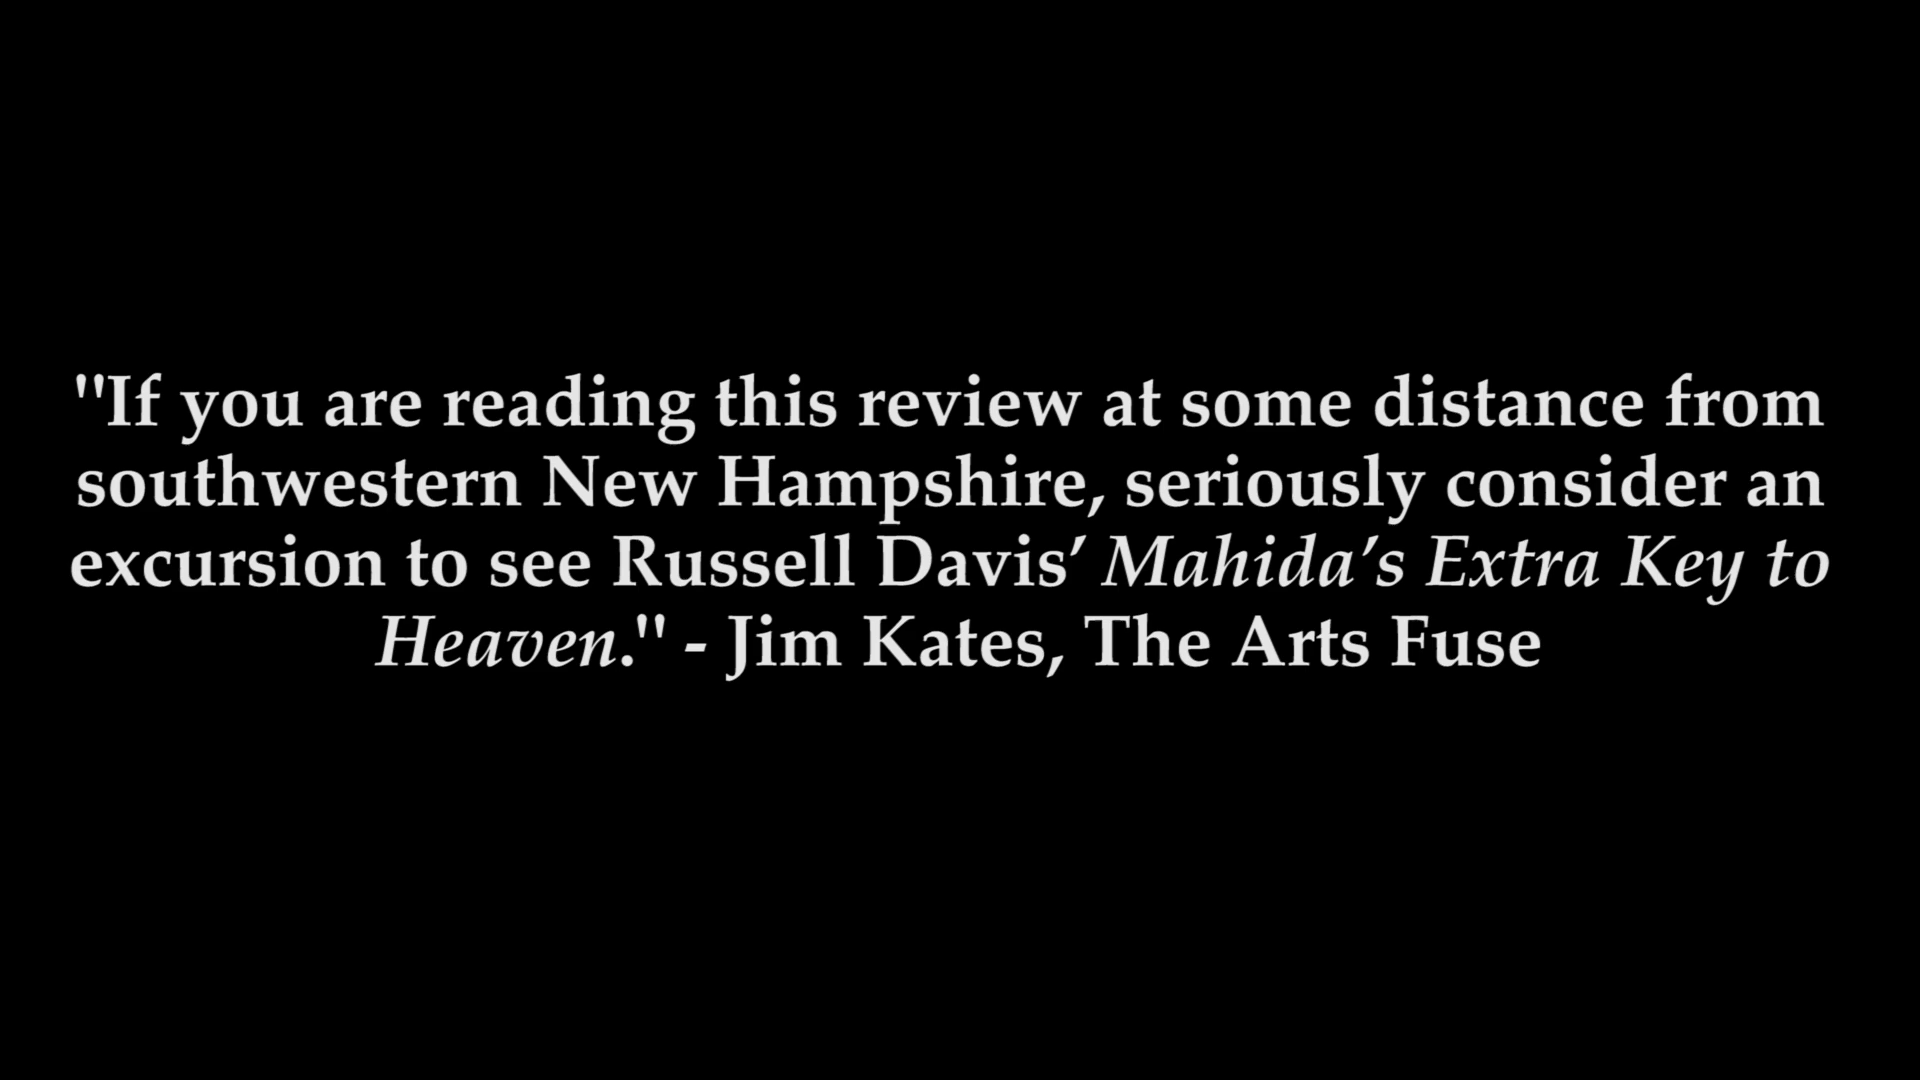 "If you are reading this review at some distance from
southwestern New Hampshire, seriously consider an
excursion to see Russell Davis’ Mahida’s Extra Key to
Heaven." - Jim Kates, The Arts Fuse